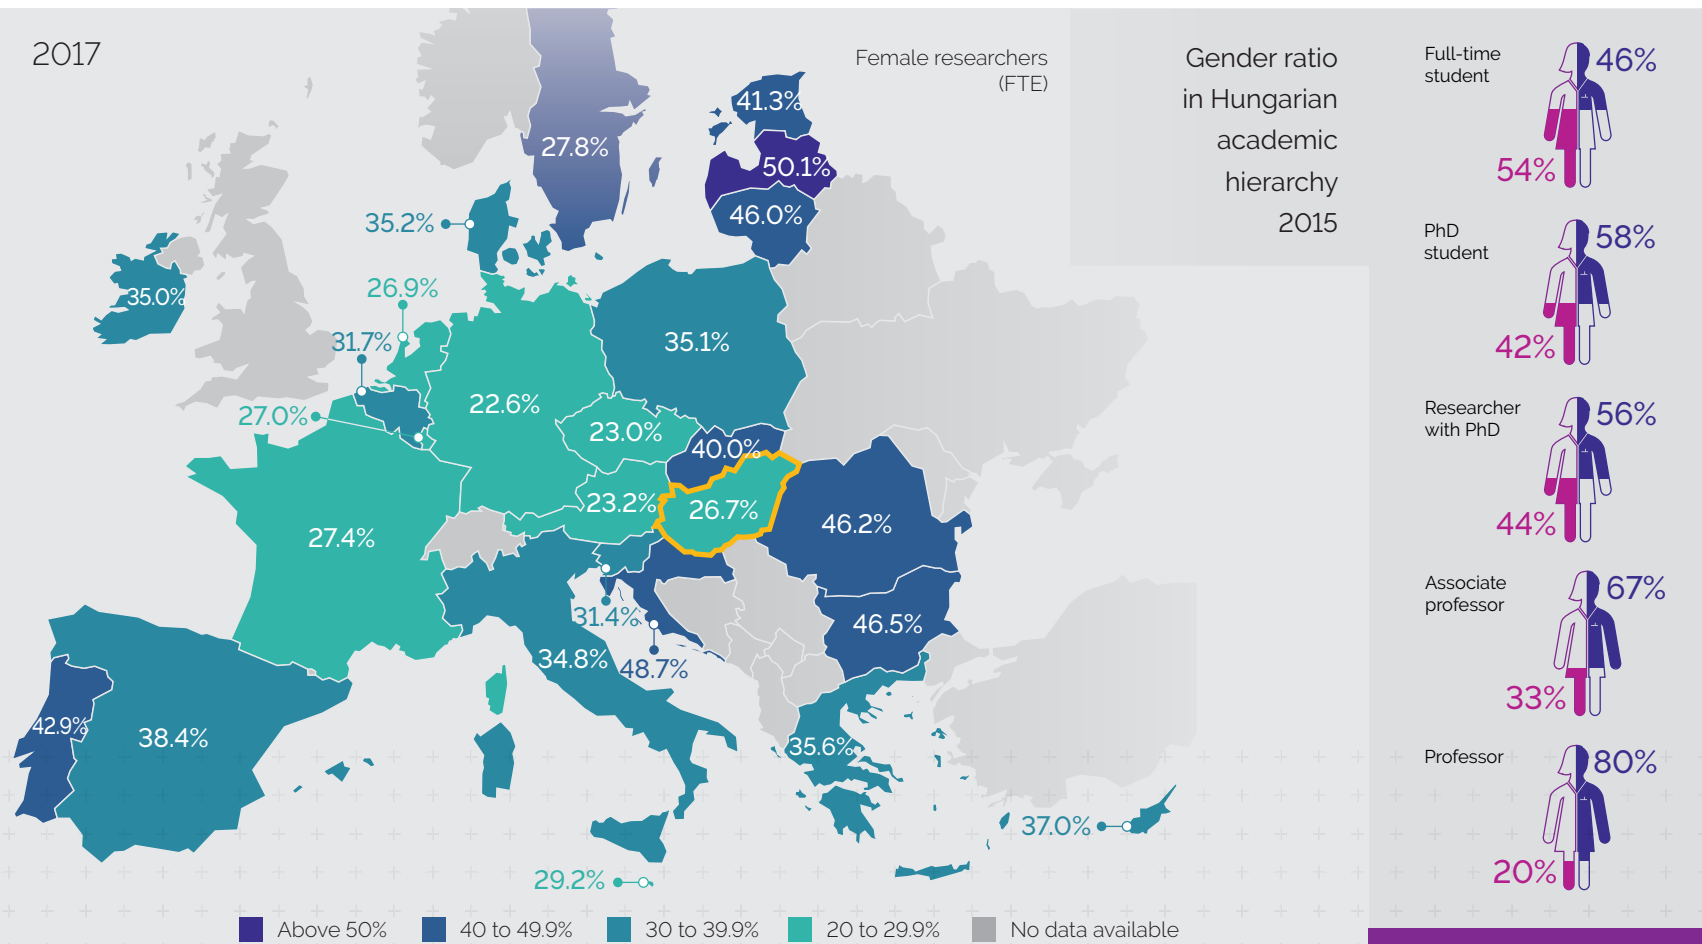 2017
Female researchers
(FTE)
Gender ratio
in Hungarian
academic
hierarchy
2015
27.8%
41.3%
50.1%
46.0%
35.2%
35.0%
26.9%
31.7%
27.0%
35.1%
22.6%
23.0%
40.0%
23.2%
26.7%
27.4%
46.2%
31.4%
46.5%
34.8%
48.7%
42.9%
38.4%
35.6%
37.0%
29.2%
Above 50%
40 to 49.9%
30 to 39.9%
20 to 29.9%
No data available
Full-time
student
46%
54%
PhD
student
58%
42%
Researcher
with PhD
56%
44%
Associate
professor
67%
33%
Professor
80%
20%